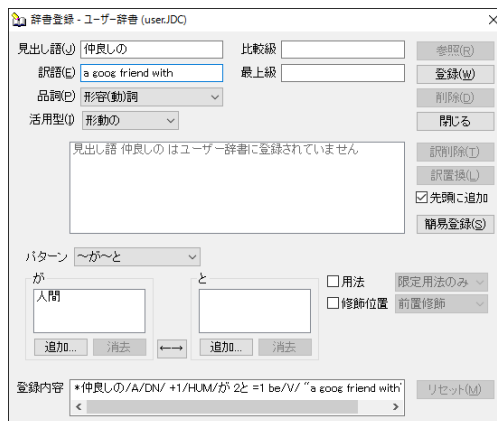 辞書登録 - ユーザー辞書 (user.JDC)
見出し語(J) 仲良しの 比較級 参照(R)
訳語(E) a goog friend with 最上級 登録(W)
品詞(P) 形容(動)詞 削除(D)
活用型(I) 形動の 閉じる
見出し語 仲良しの はユーザー辞書に登録されていません 訳削除(T)
訳置換(L)
先頭に追加
簡易登録(S)
パターン ～が～と
が と 用法 限定用法のみ
人間 修飾位置 前置修飾
追加... 消去 ←→ 追加... 消去
登録内容 *仲良しの/A/DN/ +1/HUM/が 2と =1 be/V/ "a goog friend with" リセット(M)